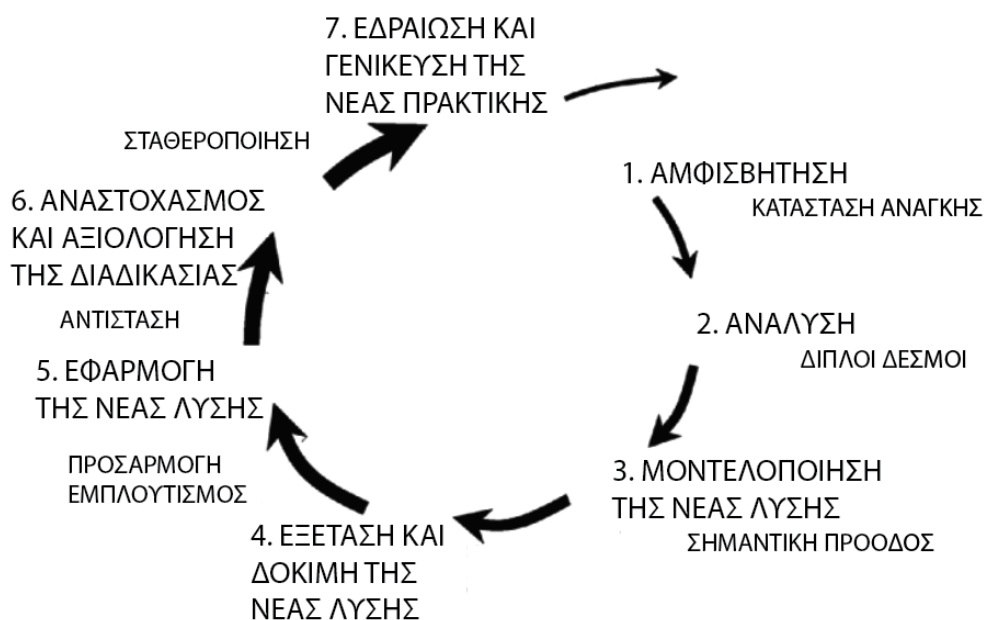 7. ΕΔΡΑΙΩΣΗ ΚΑΙ
ΓΕΝΙΚΕΥΣΗ ΤΗΣ
ΝΕΑΣ ΠΡΑΚΤΙΚΗΣ
ΣΤΑΘΕΡΟΠΟΙΗΣΗ
1. ΑΜΦΙΣΒΗΤΗΣΗ
ΚΑΤΑΣΤΑΣΗ ΑΝΑΓΚΗΣ
2. ΑΝΑΛΥΣΗ
ΔΙΠΛΟΙ ΔΕΣΜΟΙ
3. ΜΟΝΤΕΛΟΠΟΙΗΣΗ
ΤΗΣ ΝΕΑΣ ΛΥΣΗΣ
ΣΗΜΑΝΤΙΚΗ ΠΡΟΟΔΟΣ
4. ΕΞΕΤΑΣΗ ΚΑΙ
ΔΟΚΙΜΗ ΤΗΣ
ΝΕΑΣ ΛΥΣΗΣ
ΠΡΟΣΑΡΜΟΓΗ
ΕΜΠΛΟΥΤΙΣΜΟΣ
5. ΕΦΑΡΜΟΓΗ
ΤΗΣ ΝΕΑΣ ΛΥΣΗΣ
ΑΝΤΙΣΤΑΣΗ
6. ΑΝΑΣΤΟΧΑΣΜΟΣ
ΚΑΙ ΑΞΙΟΛΟΓΗΣΗ
ΤΗΣ ΔΙΑΔΙΚΑΣΙΑΣ